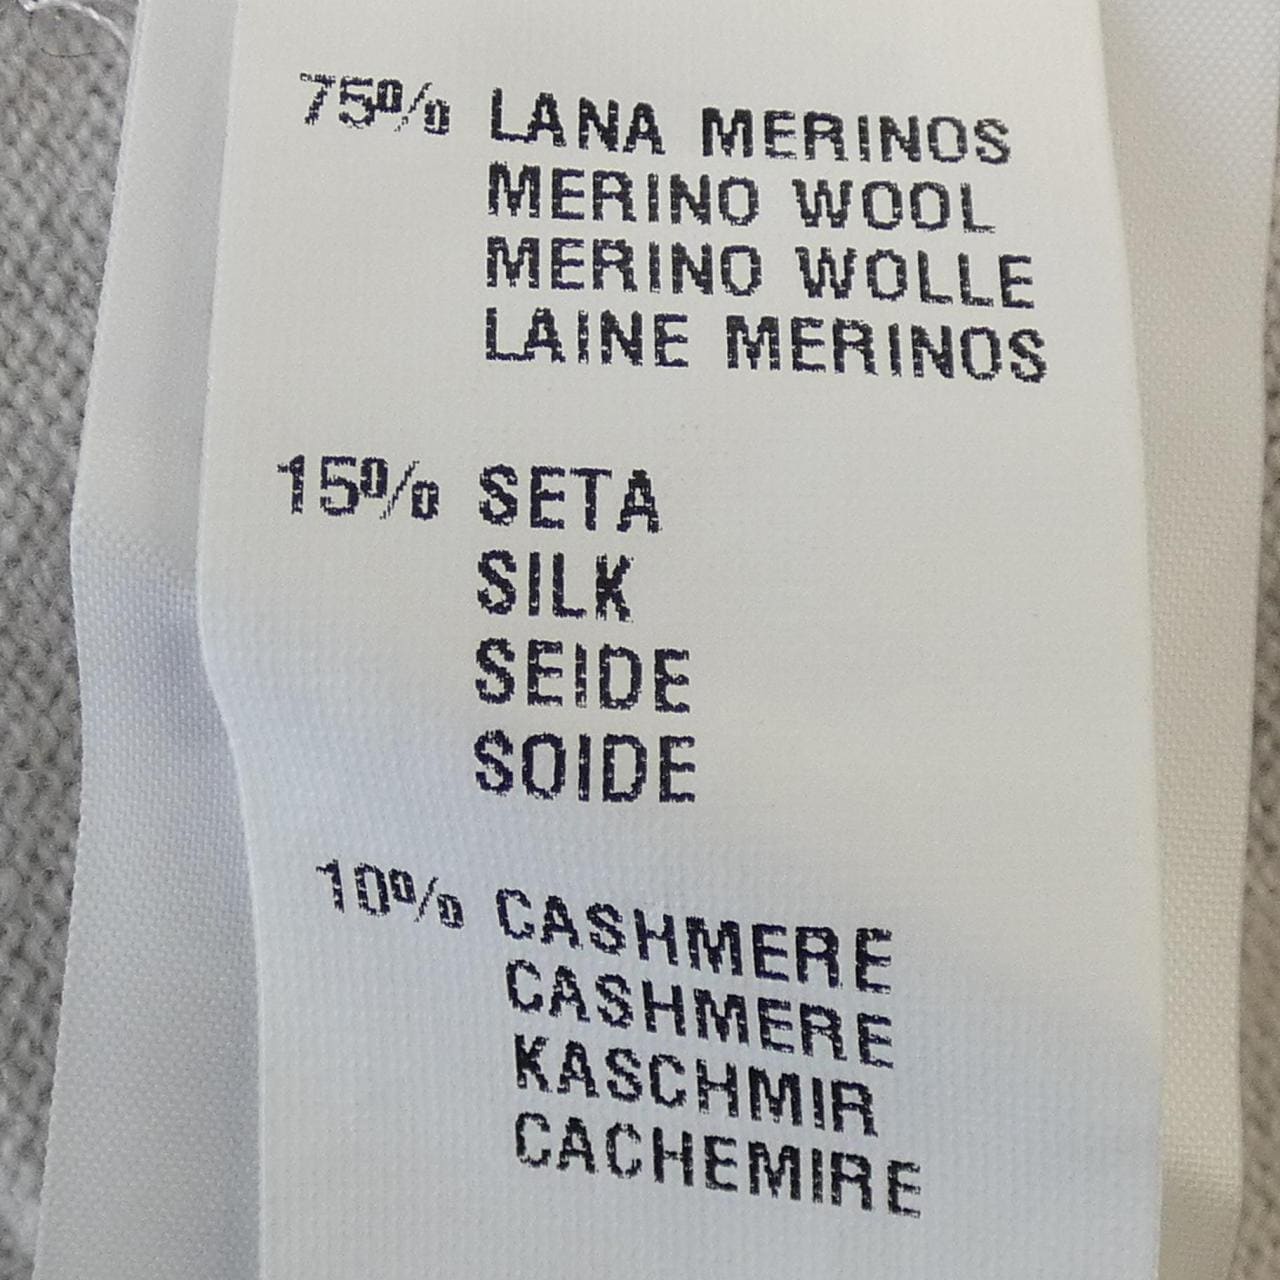 75% LANA MERINOS
MERINO WOOL
MERINO WOLLE
LAINE MERINOS
15% SETA
SILK
SEIDE
SOIDE
10% CASHMERE
CASHMERE
KASCHMIR
CACHEMIRE